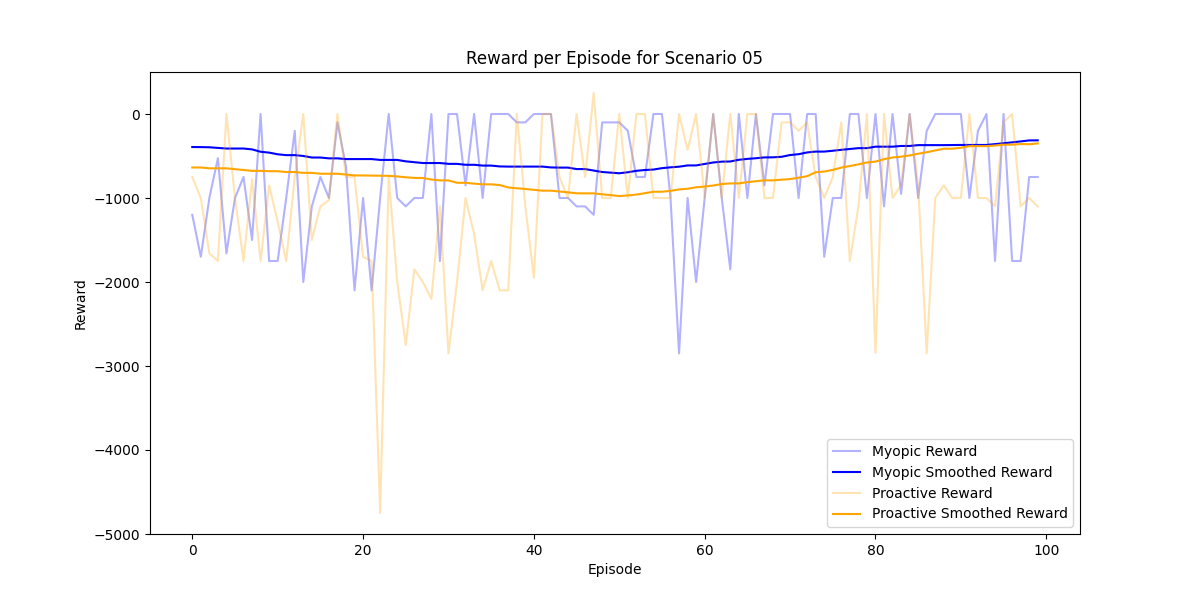 Reward per Episode for Scenario 05
Reward
0
−1000
−2000
−3000
−4000
−5000
0 20 40 60 80 100
Episode
Myopic Reward
Myopic Smoothed Reward
Proactive Reward
Proactive Smoothed Reward